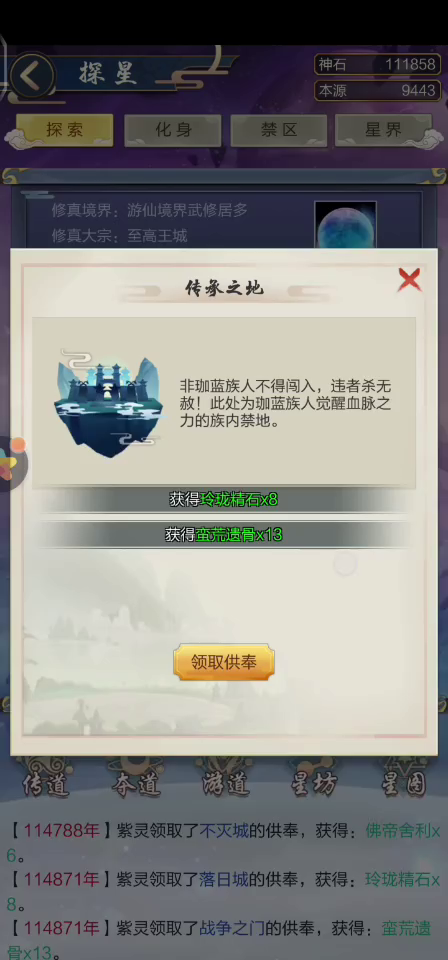 探星
神石 111858
本源 9443
探索 化身 禁区 星界
修真境界：游仙境界武修居多
修真大宗：至高王城
传承之地
非珈蓝族人不得闯入，违者杀无
赦！此处为珈蓝族人觉醒血脉之
力的族内禁地。
获得玲珑精石x8
获得蛮荒遗骨x13
领取供奉
传道 夺道 游道 星坊 星图
【114788年】紫灵领取了不灭城的供奉，获得：佛帝舍利x
6。
【114871年】紫灵领取了落日城的供奉，获得：玲珑精石x
8。
【114871年】紫灵领取了战争之门的供奉，获得：蛮荒遗
骨x13。